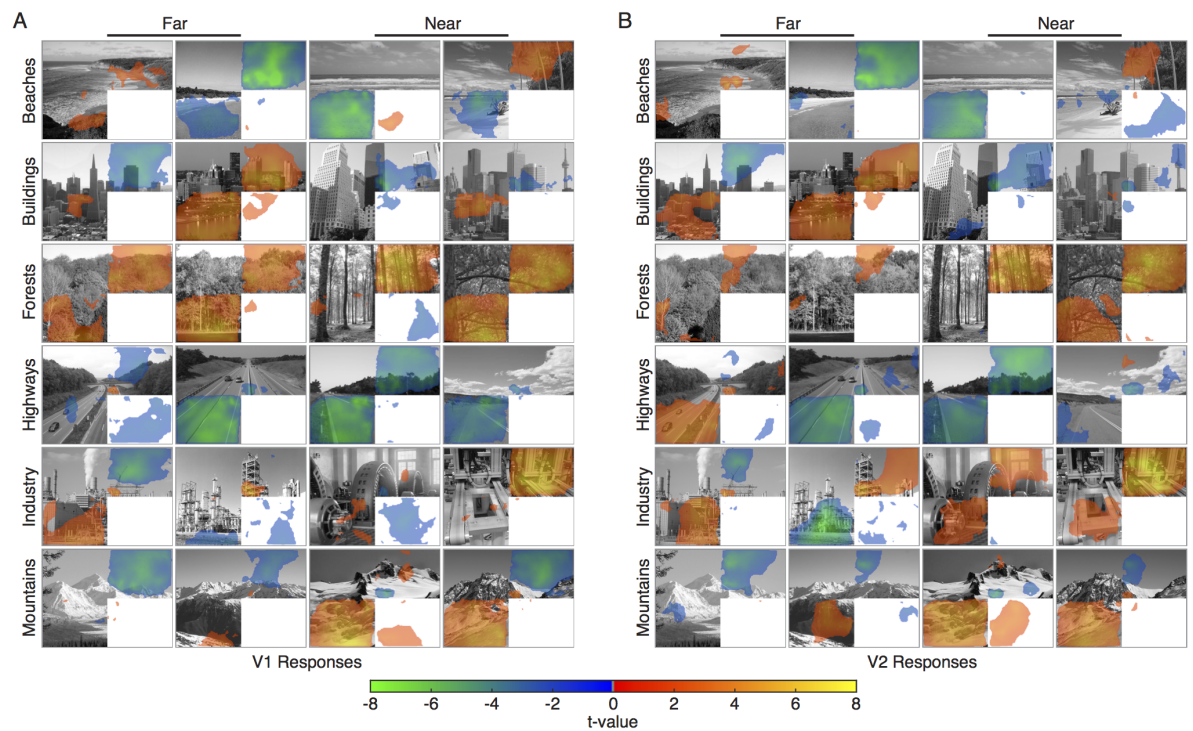 A
Far
Near
Beaches
Buildings
Forests
Highways
Industry
Mountains
V1 Responses
B
Far
Near
Beaches
Buildings
Forests
Highways
Industry
Mountains
V2 Responses
-8 -6 -4 -2 0 2 4 6 8
t-value